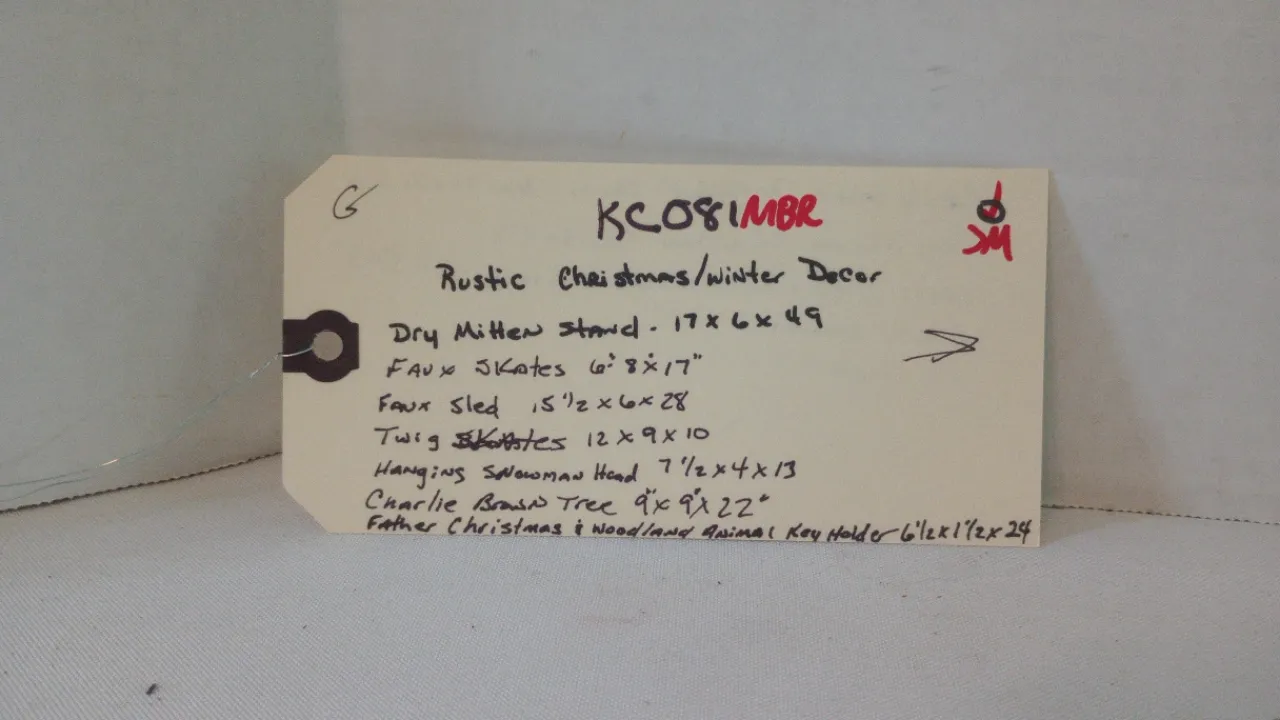 G
KC081MBR
JM
Rustic Christmas/Winter Decor
Dry Mitten Stand. 17 x 6 x 49
Faux Skates 6" 8" x 17"
Faux Sled 15 1/2 x 6 x 28
Twig Skates 12 x 9 x 10
Hanging Snowman Head 7 1/2 x 4 x 13
Charlie Brown Tree 9" x 9" x 22"
Father Christmas & Woodland Animal Key Holder 6 1/2 x 1 1/2 x 24